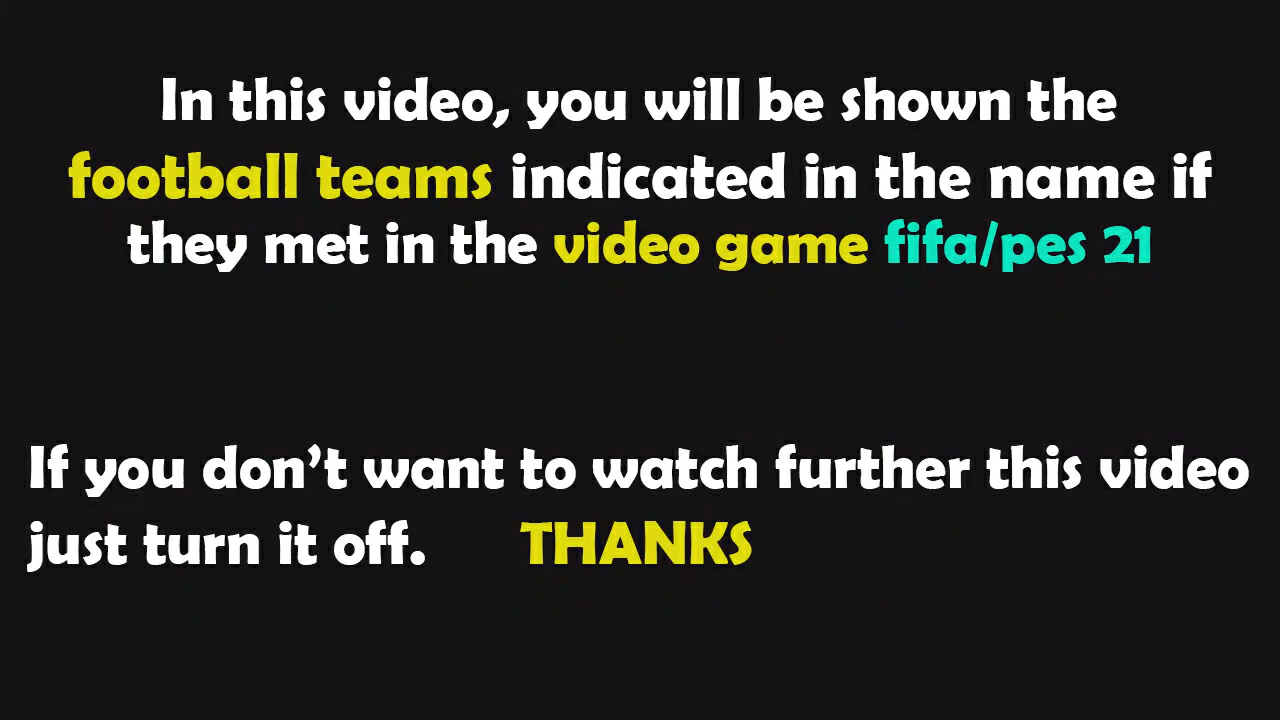 In this video, you will be shown the
football teams indicated in the name if
they met in the video game fifa/pes 21
If you don't want to watch further this video
just turn it off. THANKS